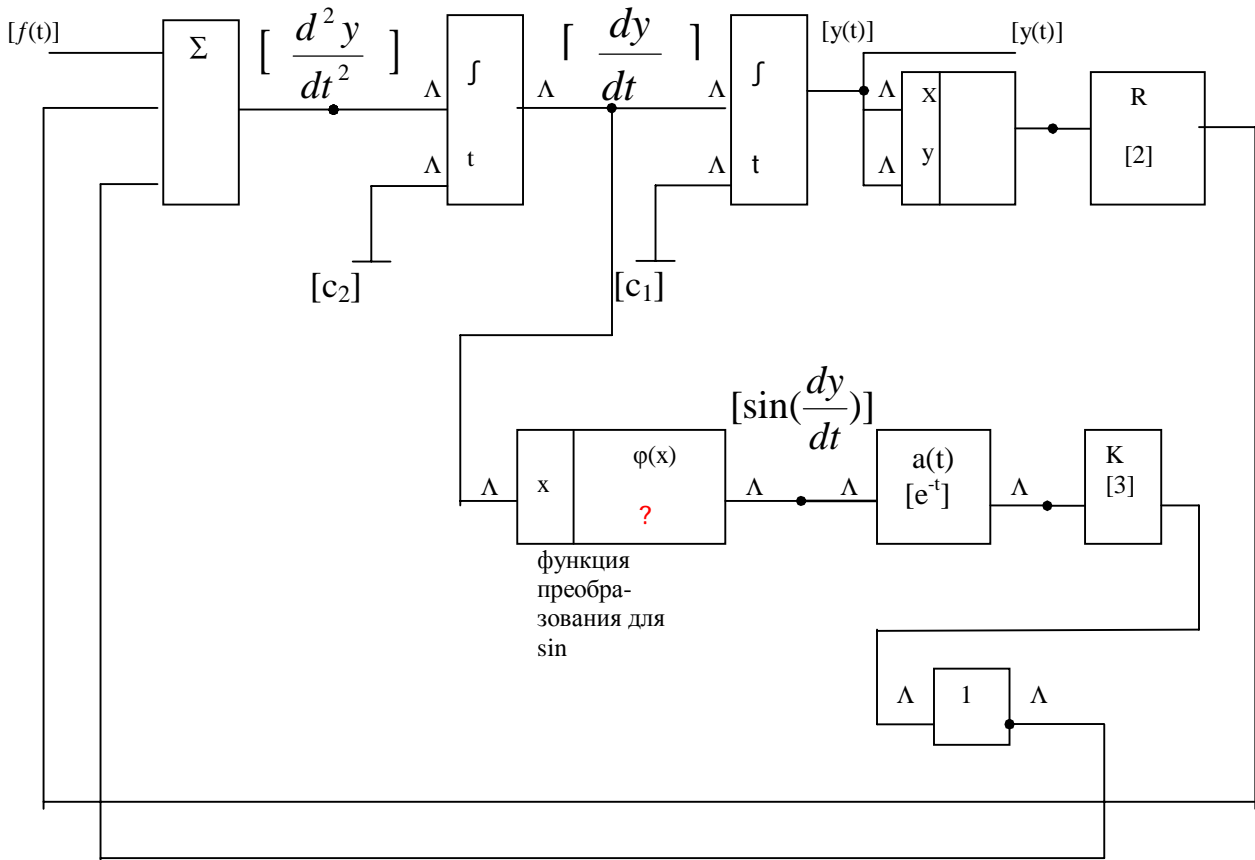 [f(t)]
Σ
[ d²y/dt² ]
Λ
∫
t
Λ
[c₂]
Λ
⌈ dy/dt ⌉
Λ
∫
t
Λ
[c₁]
[y(t)]
[y(t)]
Λ
x
Λ
y
R
[2]
Λ
x
φ(x)
?
функция
преобра-
зования для
sin
Λ
[sin(dy/dt)]
Λ
a(t)
[e⁻ᵗ]
Λ
K
[3]
Λ
1
Λ